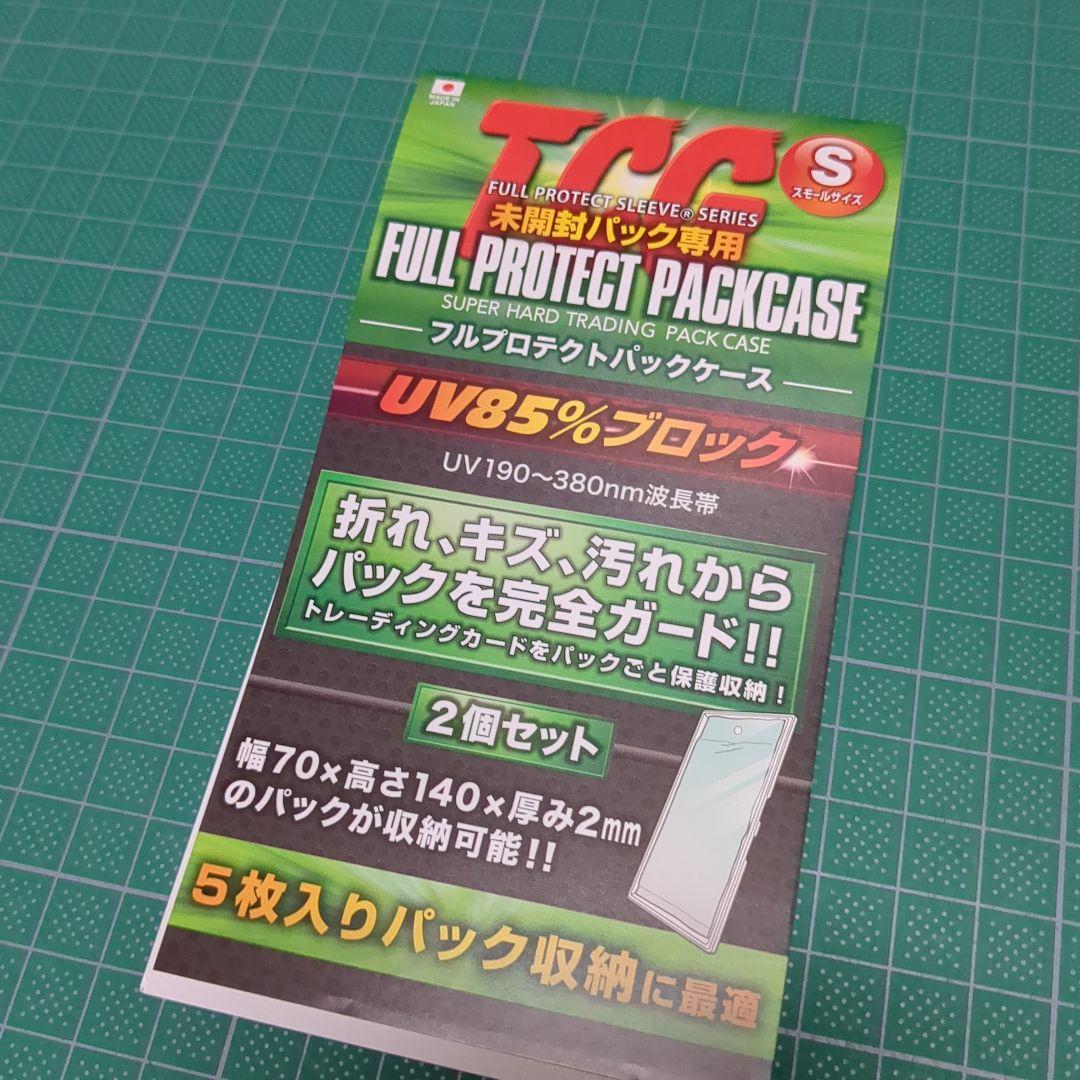 MADE IN
JAPAN
TCG
S
スモールサイズ
FULL PROTECT SLEEVE® SERIES
未開封パック専用
FULL PROTECT PACKCASE
SUPER HARD TRADING PACK CASE
フルプロテクトパックケース
UV85%ブロック
UV190〜380nm波長帯
折れ、キズ、汚れから
パックを完全ガード!!
トレーディングカードをパックごと保護収納!
2個セット
幅70×高さ140×厚み2mm
のパックが収納可能!!
5枚入りパック収納に最適